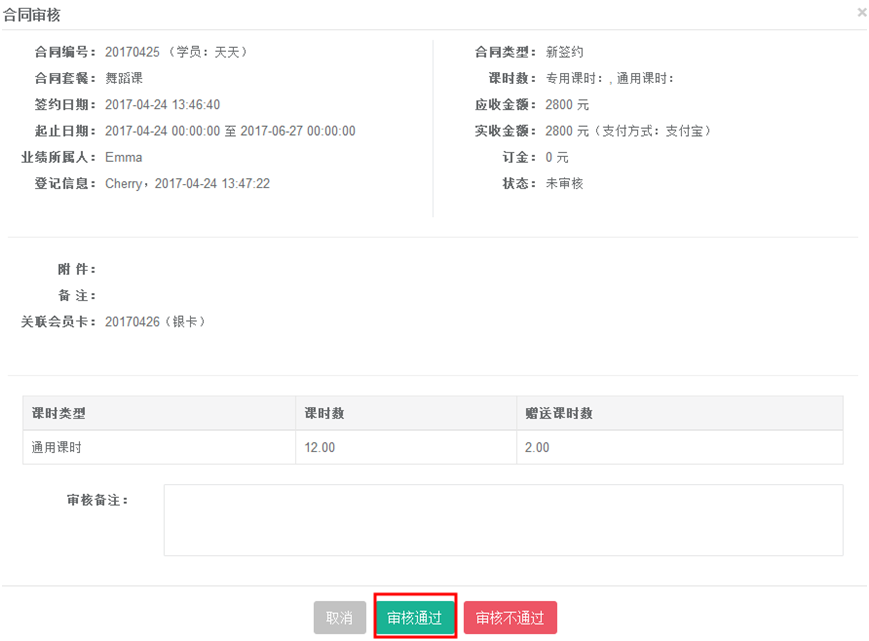 合同审核
×
合同编号： 20170425 （学员：天天）
合同套餐： 舞蹈课
签约日期： 2017-04-24 13:46:40
起止日期： 2017-04-24 00:00:00 至 2017-06-27 00:00:00
业绩所属人： Emma
登记信息： Cherry，2017-04-24 13:47:22
合同类型： 新签约
课时数： 专用课时：, 通用课时：
应收金额： 2800 元
实收金额： 2800 元（支付方式：支付宝）
订金： 0 元
状态： 未审核
附 件：
备 注：
关联会员卡： 20170426（银卡）
课时类型 课时数 赠送课时数
通用课时 12.00 2.00
审核备注：
取消 审核通过 审核不通过